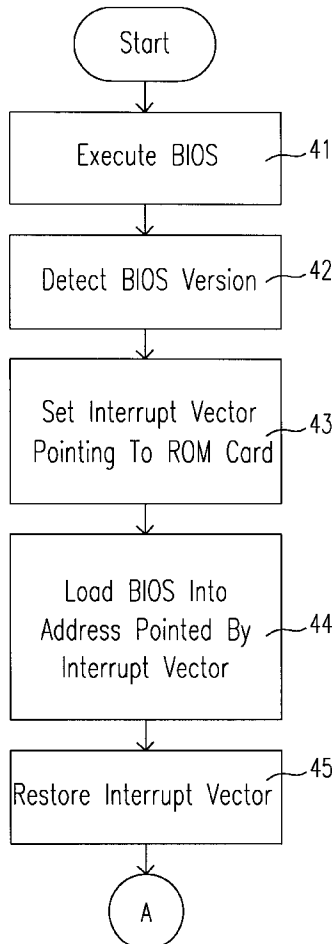 Start
Execute BIOS
41
Detect BIOS Version
42
Set Interrupt Vector
Pointing To ROM Card
43
Load BIOS Into
Address Pointed By
Interrupt Vector
44
Restore Interrupt Vector
45
A